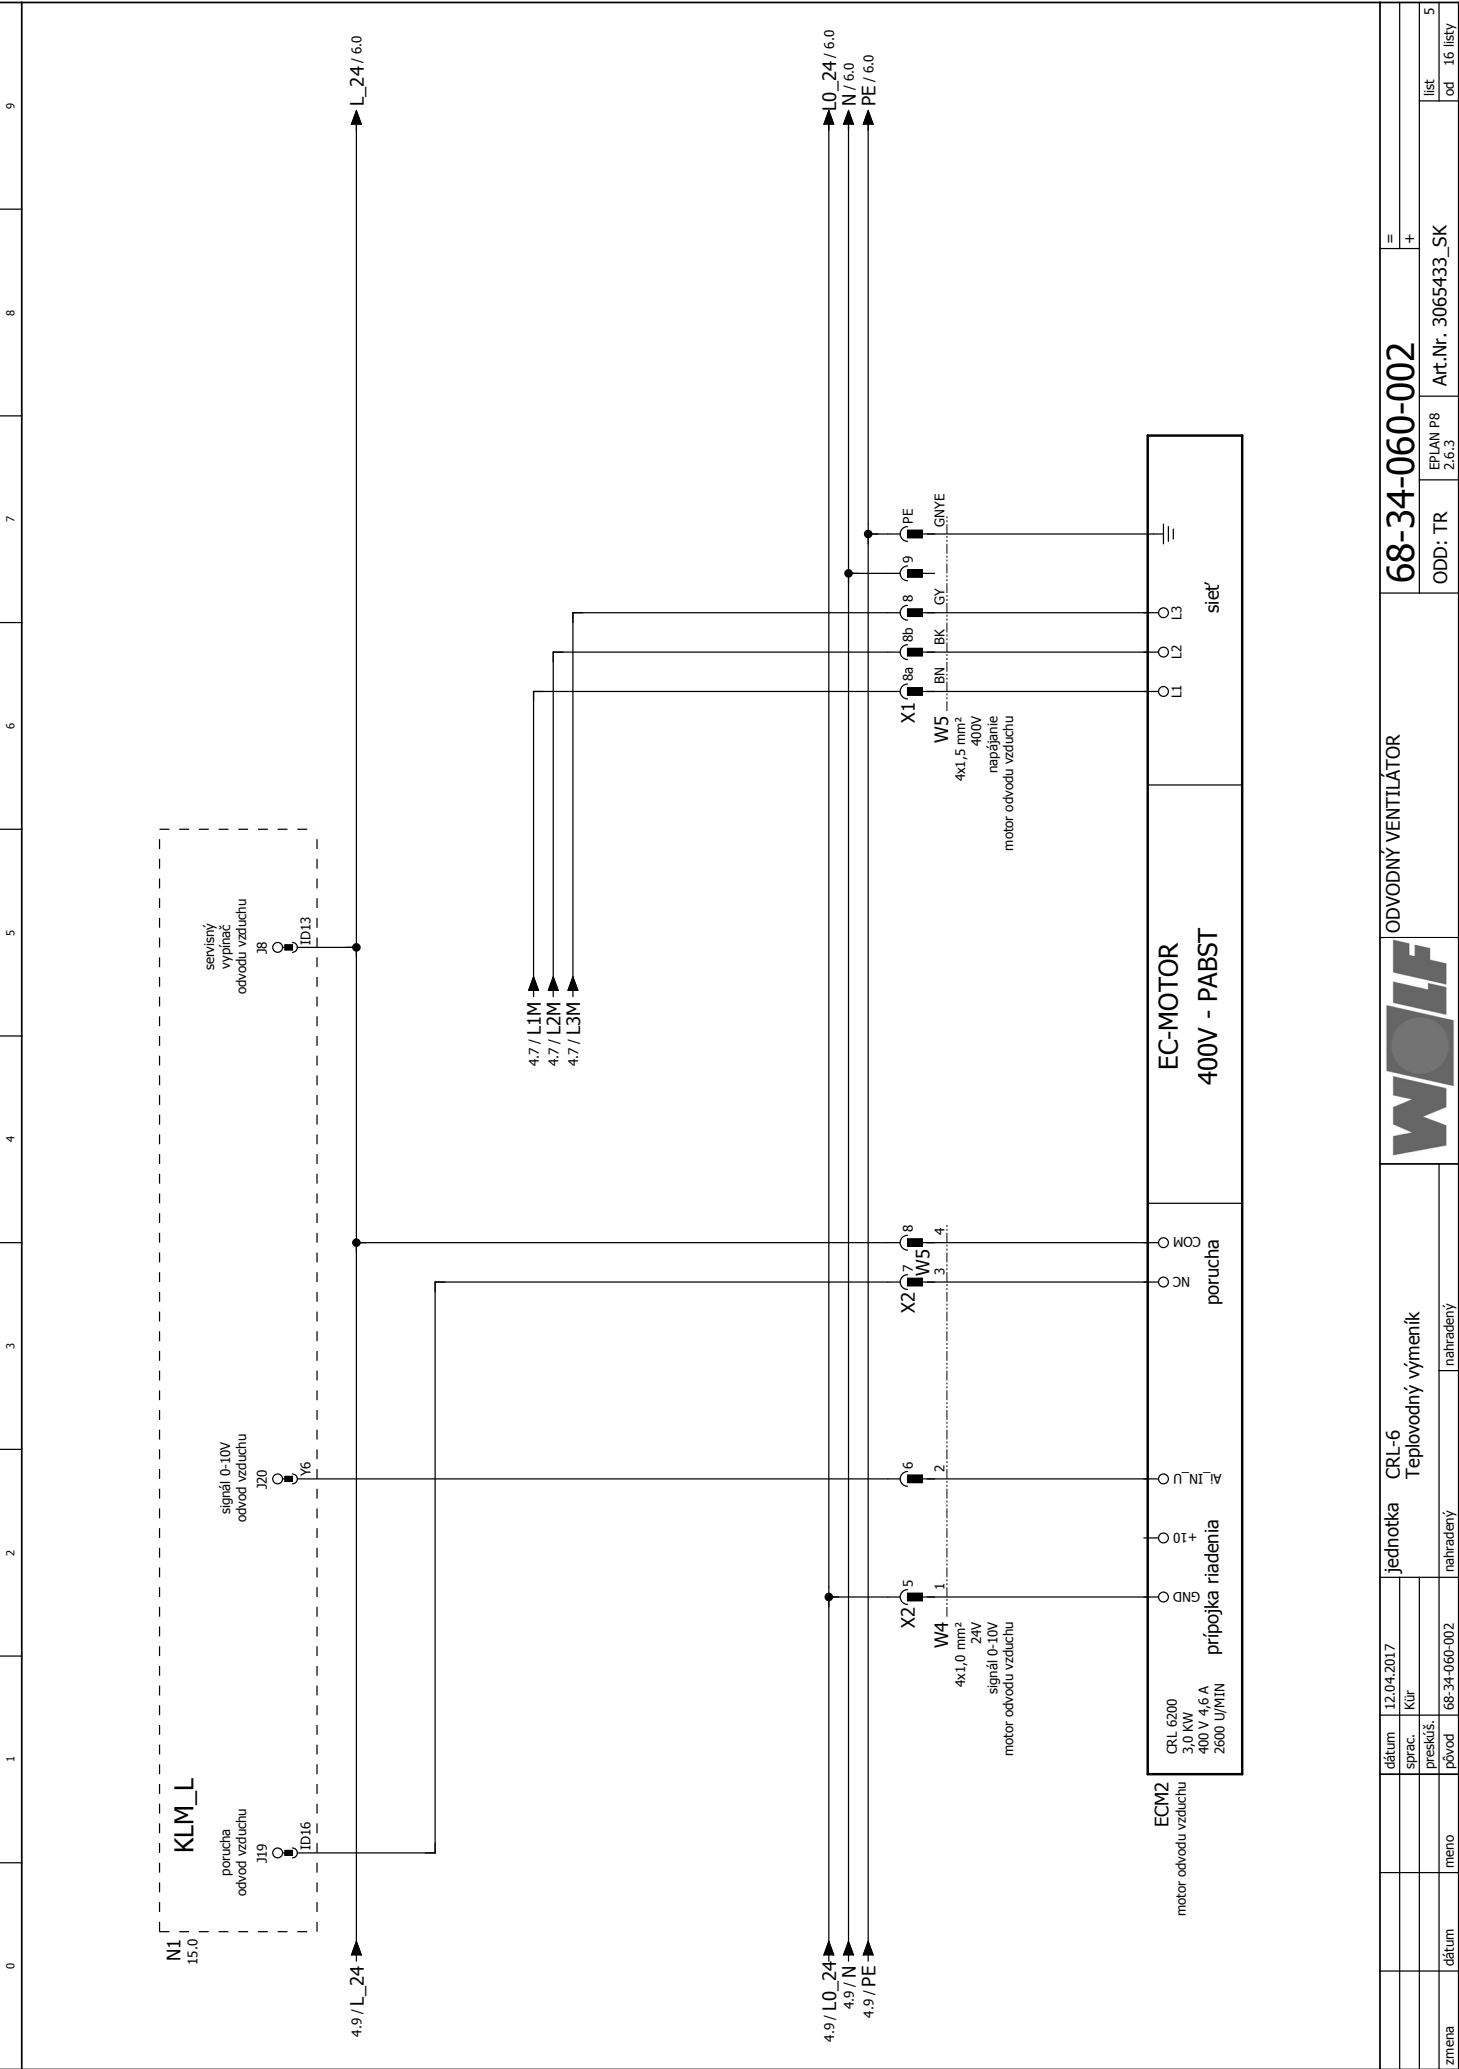 0 1 2 3 4 5 6 7 8 9
N1
15.0
KLM_L
porucha
odvod vzduchu
J19
ID16
signál 0-10V
odvod vzduchu
J20
Y6
servisný
vypínač
odvodu vzduchu
J8
ID13
4.9 / L_24
L_24 / 6.0
4.7 / L1M
4.7 / L2M
4.7 / L3M
4.9 / L0_24
4.9 / N
4.9 / PE
L0_24 / 6.0
N / 6.0
PE / 6.0
X2 5 6 X2 7 8 X1 8a 8b 8 9 PE
W4 1 2 3 W5 4
4x1,0 mm²
24V
signál 0-10V
motor odvodu vzduchu
W5 BN BK GY GNYE
4x1,5 mm²
400V
napájanie
motor odvodu vzduchu
ECM2
motor odvodu vzduchu
CRL 6200
3,0 KW
400 V 4,6 A
2600 U/MIN
GND +10 Ai_IN_U NC COM
prípojka riadenia
porucha
EC-MOTOR
400V - PABST
L1 L2 L3
sieť
zmena
dátum
meno
dátum 12.04.2017
sprac. Kür
preskúš.
pôvod 68-34-060-002
jednotka CRL-6
Teplovodný výmeník
nahradený
nahradený
WOLF
ODVODNÝ VENTILÁTOR
68-34-060-002
=
+
ODD: TR
EPLAN P8
2.6.3
Art.Nr. 3065433_SK
list 5
od 16 listy